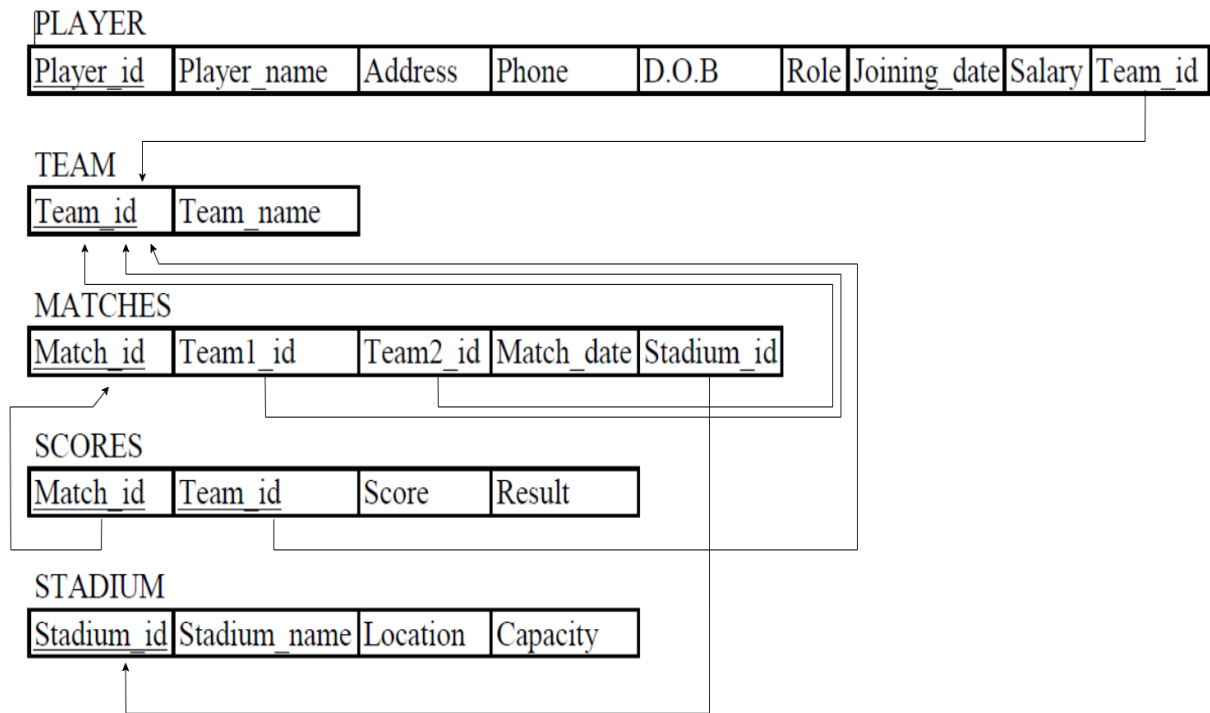 PLAYER
Player_id Player_name Address Phone D.O.B Role Joining_date Salary Team_id
TEAM
Team_id Team_name
MATCHES
Match_id Team1_id Team2_id Match_date Stadium_id
SCORES
Match_id Team_id Score Result
STADIUM
Stadium_id Stadium_name Location Capacity